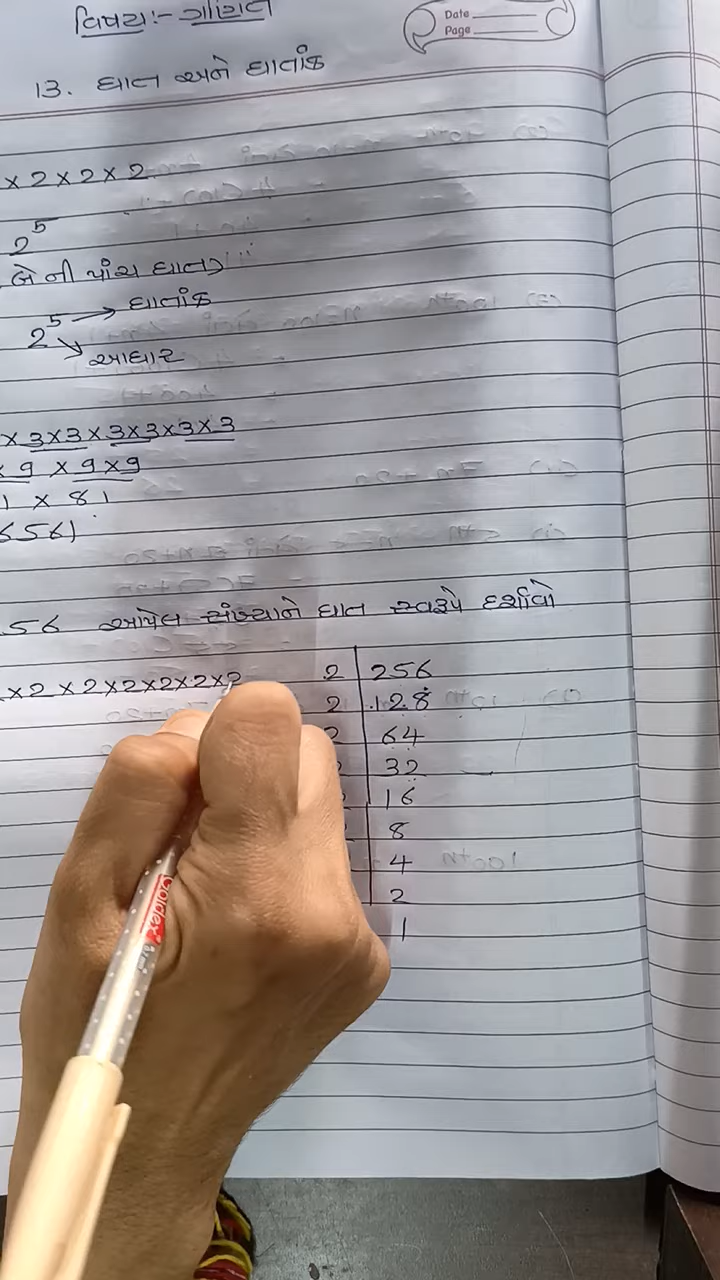 વિષય:- ગણિત
Date
Page
13. ઘાત અને ઘાતાંક
×2×2×2
2⁵
બે ની પાંચ ઘાત
2⁵ → ઘાતાંક
આધાર
×3×3×3×3×3×3
×9×9×9
1 × 81
6561
56 આપેલ સંખ્યાને ઘાત સ્વરૂપે દર્શાવો
×2×2×2×2×2×2
2 | 256
2 | 128
2 | 64
32
16
8
4
2
1
Goldex